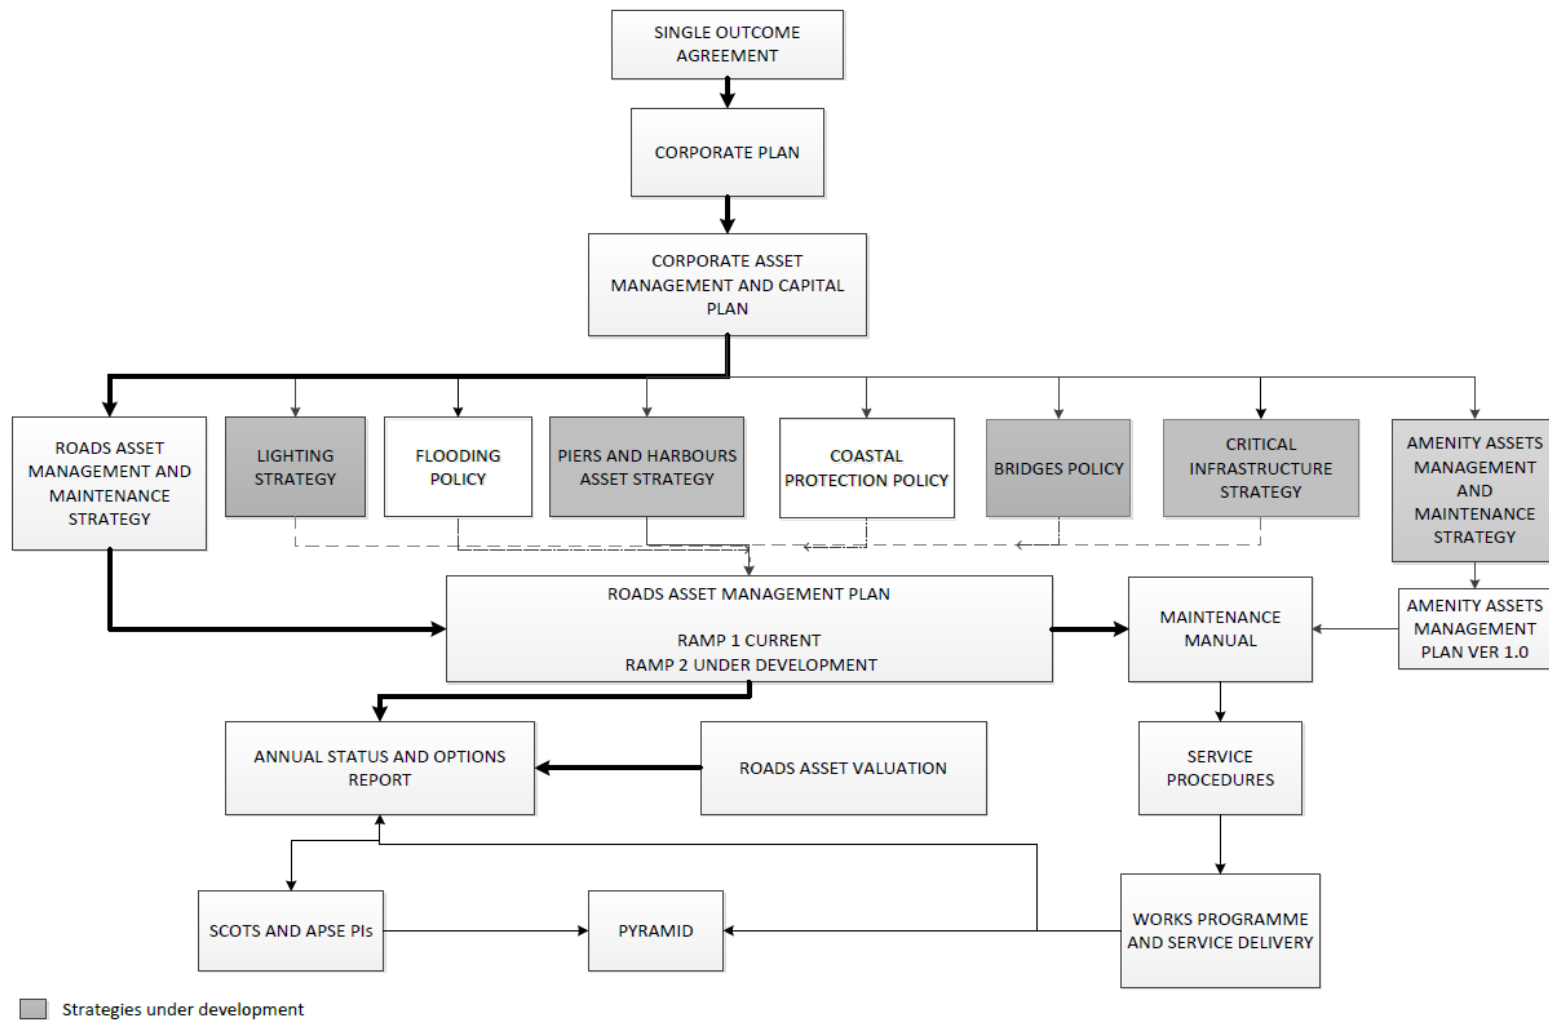 SINGLE OUTCOME
AGREEMENT
CORPORATE PLAN
CORPORATE ASSET
MANAGEMENT AND CAPITAL
PLAN
ROADS ASSET
MANAGEMENT AND
MAINTENANCE
STRATEGY
LIGHTING
STRATEGY
FLOODING
POLICY
PIERS AND HARBOURS
ASSET STRATEGY
COASTAL
PROTECTION POLICY
BRIDGES POLICY
CRITICAL
INFRASTRUCTURE
STRATEGY
AMENITY ASSETS
MANAGEMENT
AND
MAINTENANCE
STRATEGY
ROADS ASSET MANAGEMENT PLAN
RAMP 1 CURRENT
RAMP 2 UNDER DEVELOPMENT
MAINTENANCE
MANUAL
AMENITY ASSETS
MANAGEMENT
PLAN VER 1.0
ANNUAL STATUS AND OPTIONS
REPORT
ROADS ASSET VALUATION
SERVICE
PROCEDURES
SCOTS AND APSE PIs
PYRAMID
WORKS PROGRAMME
AND SERVICE DELIVERY
Strategies under development